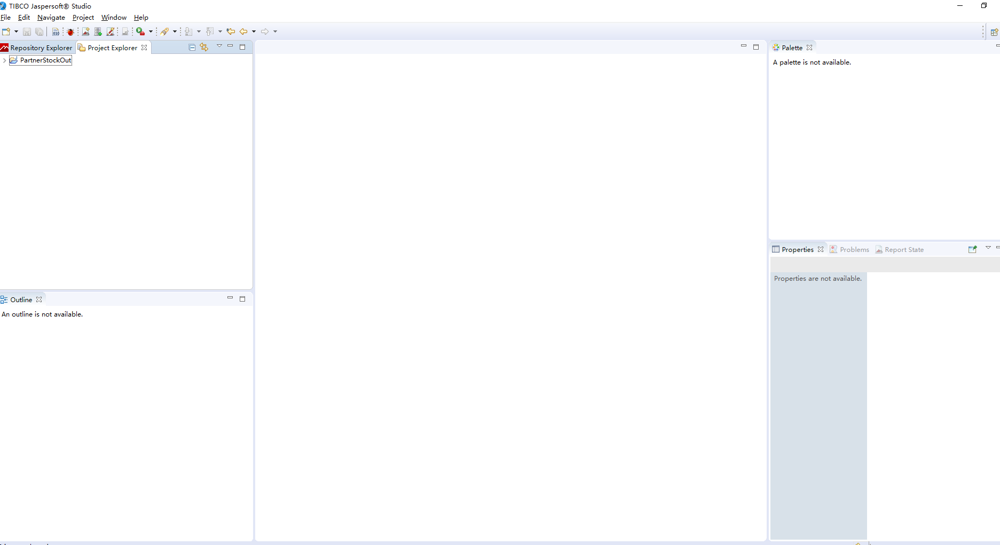 TIBCO Jaspersoft® Studio
File Edit Navigate Project Window Help
010
Repository Explorer Project Explorer
PartnerStockOut
Palette
A palette is not available.
Properties Problems Report State
Properties are not available.
Outline
An outline is not available.